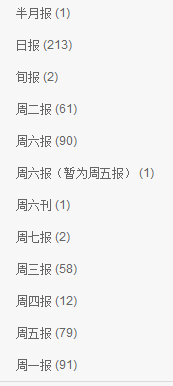 半月报 (1)
日报 (213)
旬报 (2)
周二报 (61)
周六报 (90)
周六报（暂为周五报） (1)
周六刊 (1)
周七报 (2)
周三报 (58)
周四报 (12)
周五报 (79)
周一报 (91)